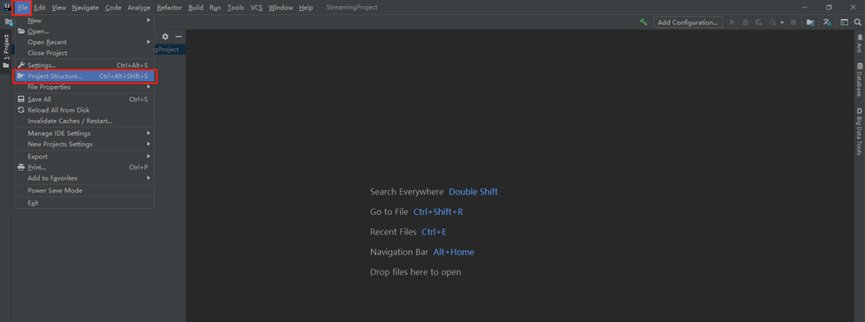 File Edit View Navigate Code Analyze Refactor Build Run Tools VCS Window Help StreamingProject
Add Configuration...
New
Open...
Open Recent
Close Project
Settings... Ctrl+Alt+S
Project Structure... Ctrl+Alt+Shift+S
File Properties
Save All Ctrl+S
Reload All from Disk
Invalidate Caches / Restart...
Manage IDE Settings
New Projects Settings
Export
Print... Ctrl+P
Add to Favorites
Power Save Mode
Exit
1: Project
ngProject
Search Everywhere Double Shift
Go to File Ctrl+Shift+R
Recent Files Ctrl+E
Navigation Bar Alt+Home
Drop files here to open
Ant
Database
Big Data Tools